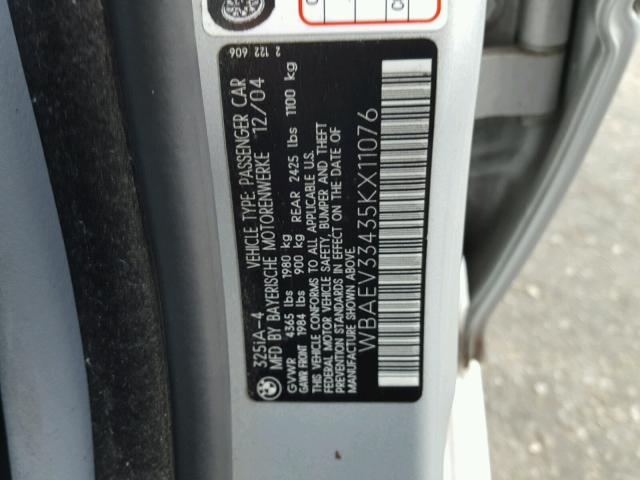 2 122 606
325IA-4 VEHICLE TYPE: PASSENGER CAR
MFD BY BAYERISCHE MOTORENWERKE 12/04
GVWR 4365 lbs 1980 kg
GAWR FRONT 1984 lbs 900 kg REAR 2425 lbs 1100 kg
THIS VEHICLE CONFORMS TO ALL APPLICABLE U.S.
FEDERAL MOTOR VEHICLE SAFETY, BUMPER AND THEFT
PREVENTION STANDARDS IN EFFECT ON THE DATE OF
MANUFACTURE SHOWN ABOVE.
WBAEV33435KX11076